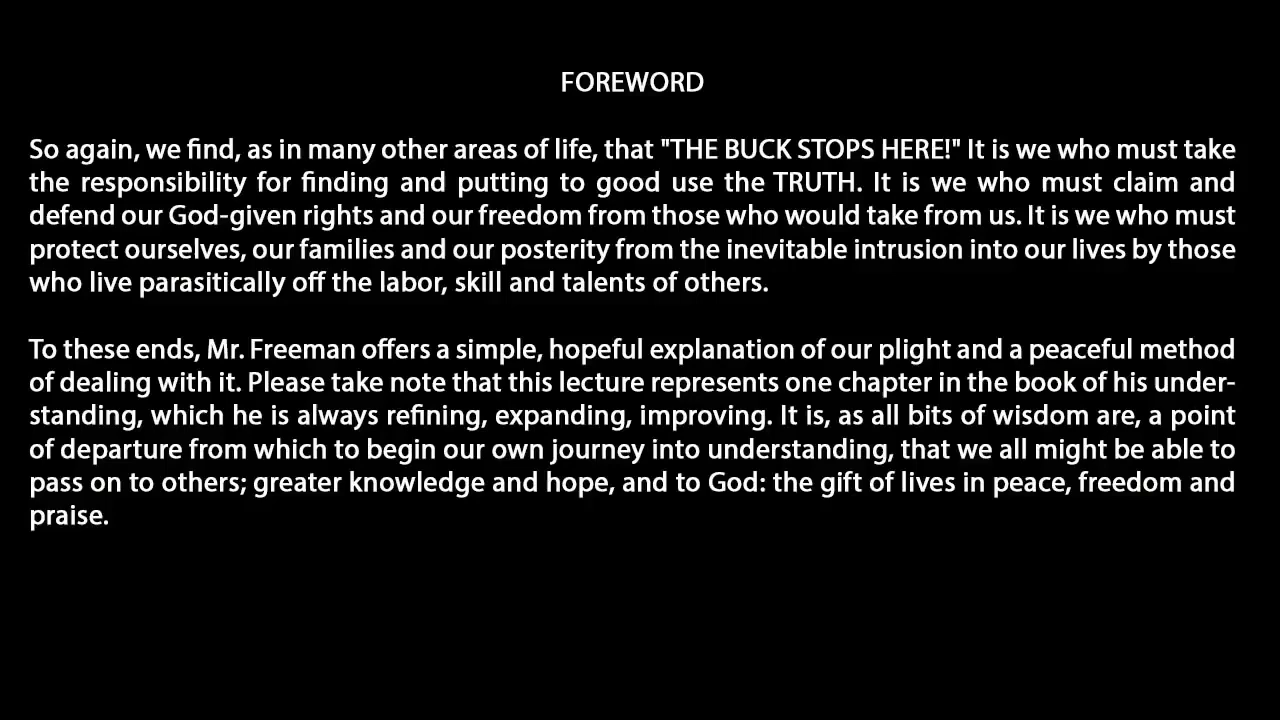 FOREWORD
So again, we find, as in many other areas of life, that "THE BUCK STOPS HERE!" It is we who must take
the responsibility for finding and putting to good use the TRUTH. It is we who must claim and
defend our God-given rights and our freedom from those who would take from us. It is we who must
protect ourselves, our families and our posterity from the inevitable intrusion into our lives by those
who live parasitically off the labor, skill and talents of others.
To these ends, Mr. Freeman offers a simple, hopeful explanation of our plight and a peaceful method
of dealing with it. Please take note that this lecture represents one chapter in the book of his under-
standing, which he is always refining, expanding, improving. It is, as all bits of wisdom are, a point
of departure from which to begin our own journey into understanding, that we all might be able to
pass on to others; greater knowledge and hope, and to God: the gift of lives in peace, freedom and
praise.